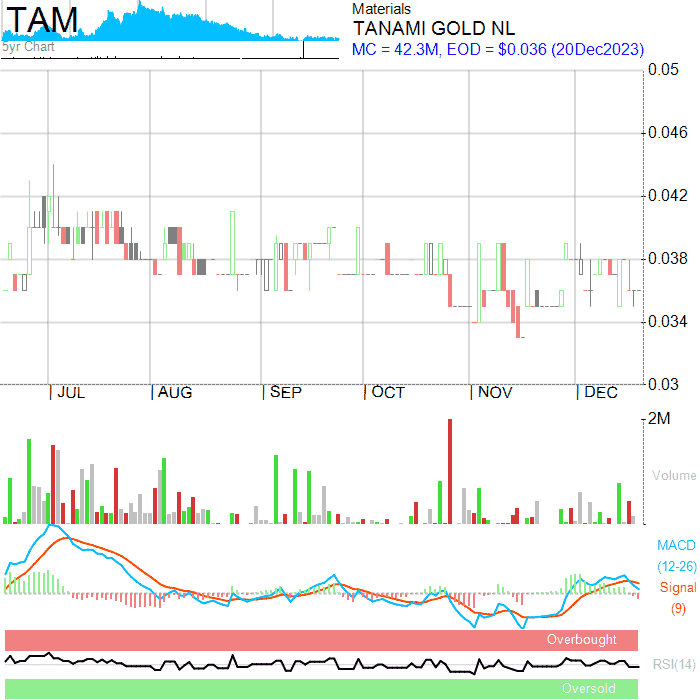 TAM
5yr Chart
Materials
TANAMI GOLD NL
MC = 42.3M, EOD = $0.036 (20Dec2023)
0.05
0.046
0.042
0.038
0.034
0.03
JUL AUG SEP OCT NOV DEC
2M
Volume
MACD
(12-26)
Signal
(9)
Overbought
RSI(14)
Oversold